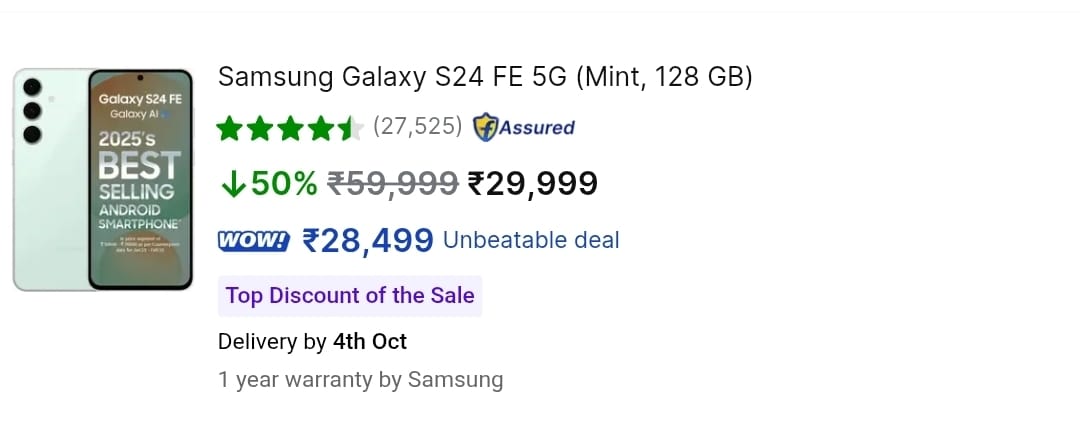 Samsung Galaxy S24 FE 5G (Mint, 128 GB)
Galaxy S24 FE
Galaxy AI
2025's
BEST
SELLING
ANDROID
SMARTPHONE*
(27,525) f Assured
↓50% ₹59,999 ₹29,999
WOW! ₹28,499 Unbeatable deal
Top Discount of the Sale
Delivery by 4th Oct
1 year warranty by Samsung